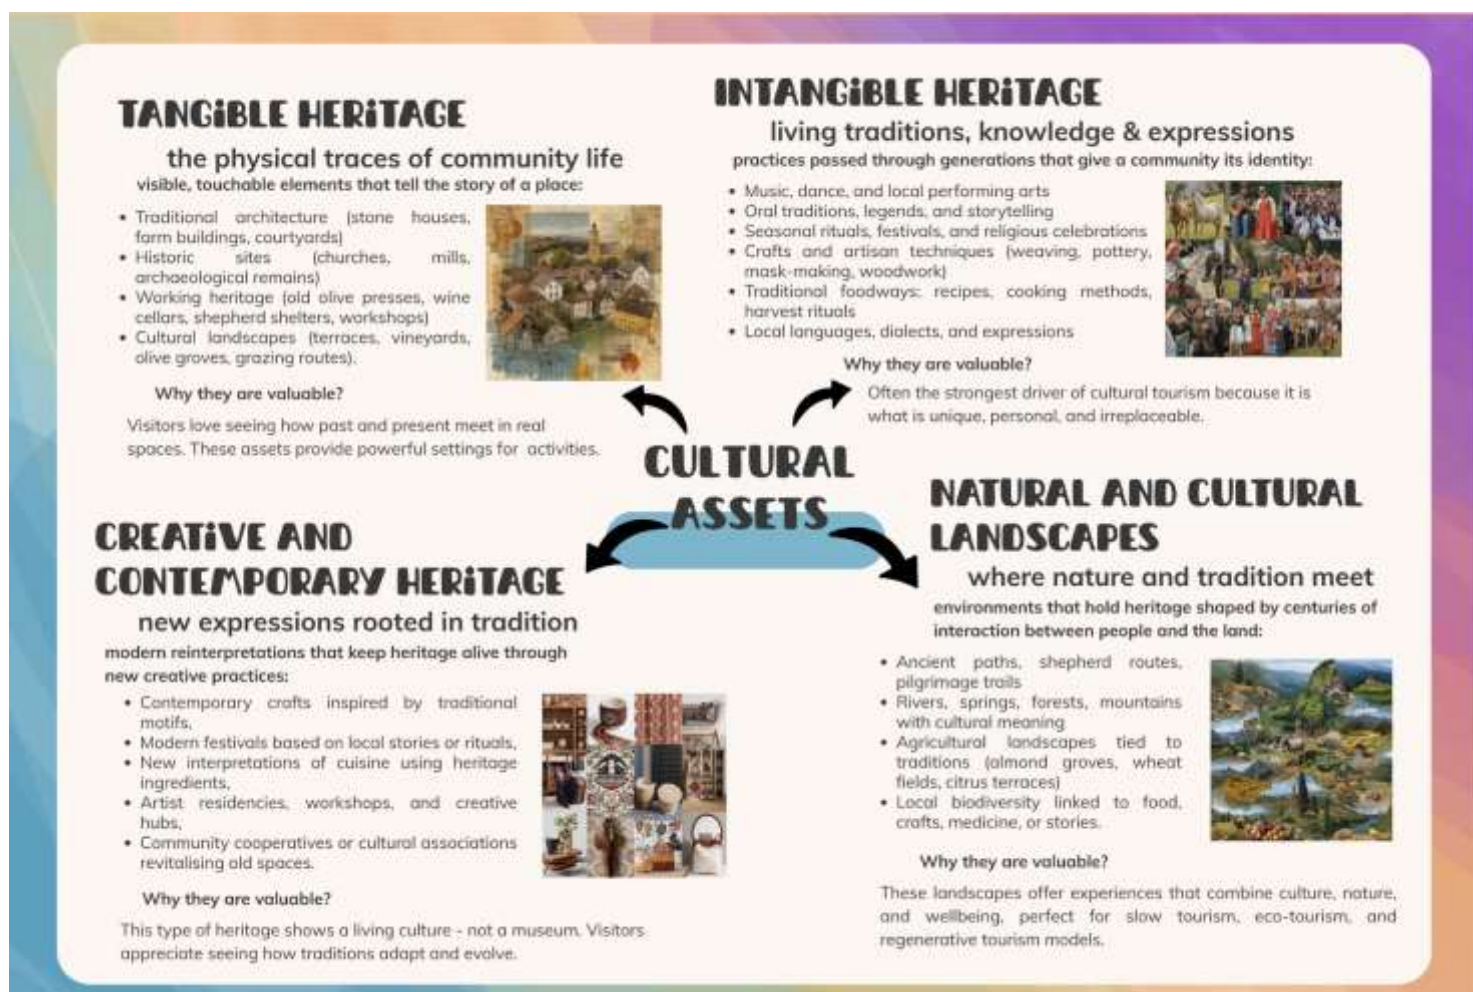 TANGiBLE HERiTAGE
the physical traces of community life
visible, touchable elements that tell the story of a place:
• Traditional architecture (stone houses,
farm buildings, courtyards)
• Historic sites (churches, mills,
archaeological remains)
• Working heritage (old olive presses, wine
cellars, shepherd shelters, workshops)
• Cultural landscapes (terraces, vineyards,
olive groves, grazing routes).
Why they are valuable?
Visitors love seeing how past and present meet in real
spaces. These assets provide powerful settings for activities.
INTANGiBLE HERiTAGE
living traditions, knowledge & expressions
practices passed through generations that give a community its identity:
• Music, dance, and local performing arts
• Oral traditions, legends, and storytelling
• Seasonal rituals, festivals, and religious celebrations
• Crafts and artisan techniques (weaving, pottery,
mask-making, woodwork)
• Traditional foodways: recipes, cooking methods,
harvest rituals
• Local languages, dialects, and expressions
Why they are valuable?
Often the strongest driver of cultural tourism because it is
what is unique, personal, and irreplaceable.
CULTURAL
ASSETS
CREATiVE AND
CONTEMPORARY HERiTAGE
new expressions rooted in tradition
modern reinterpretations that keep heritage alive through
new creative practices:
• Contemporary crafts inspired by traditional
motifs,
• Modern festivals based on local stories or rituals,
• New interpretations of cuisine using heritage
ingredients,
• Artist residencies, workshops, and creative
hubs,
• Community cooperatives or cultural associations
revitalising old spaces.
Why they are valuable?
This type of heritage shows a living culture - not a museum. Visitors
appreciate seeing how traditions adapt and evolve.
NATURAL AND CULTURAL
LANDSCAPES
where nature and tradition meet
environments that hold heritage shaped by centuries of
interaction between people and the land:
• Ancient paths, shepherd routes,
pilgrimage trails
• Rivers, springs, forests, mountains
with cultural meaning
• Agricultural landscapes tied to
traditions (almond groves, wheat
fields, citrus terraces)
• Local biodiversity linked to food,
crafts, medicine, or stories.
Why they are valuable?
These landscapes offer experiences that combine culture, nature,
and wellbeing, perfect for slow tourism, eco-tourism, and
regenerative tourism models.